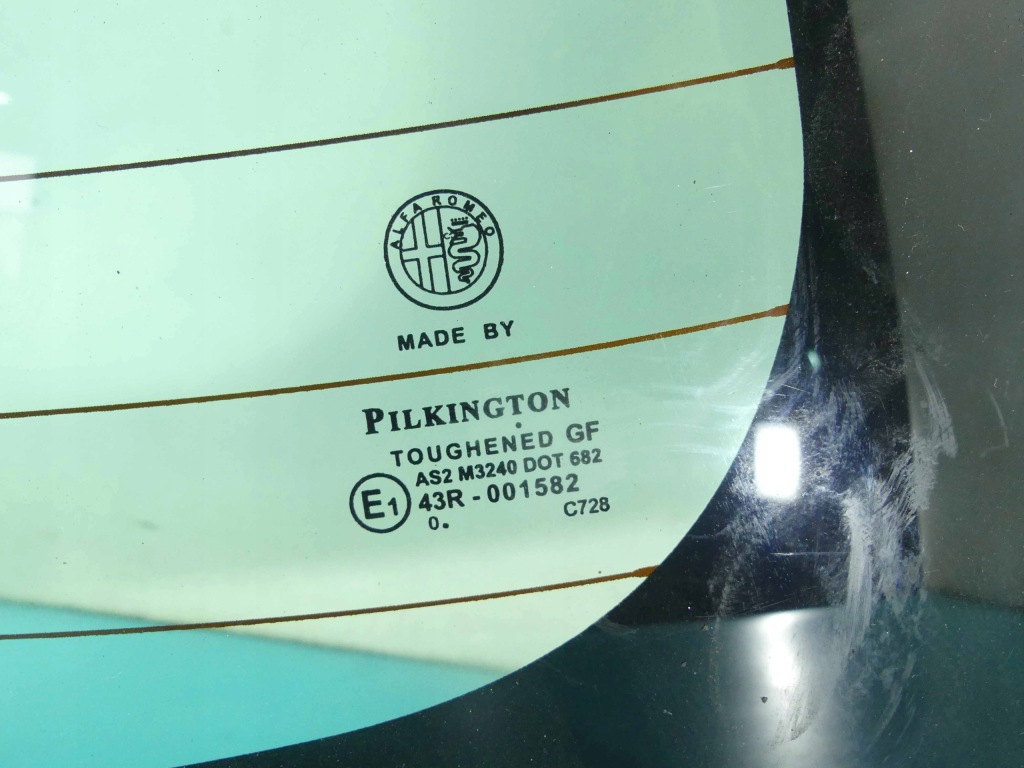 ALFA ROMEO
MADE BY
PILKINGTON
TOUGHENED GF
AS2 M3240 DOT 682
E1 43R - 001582
0. C728